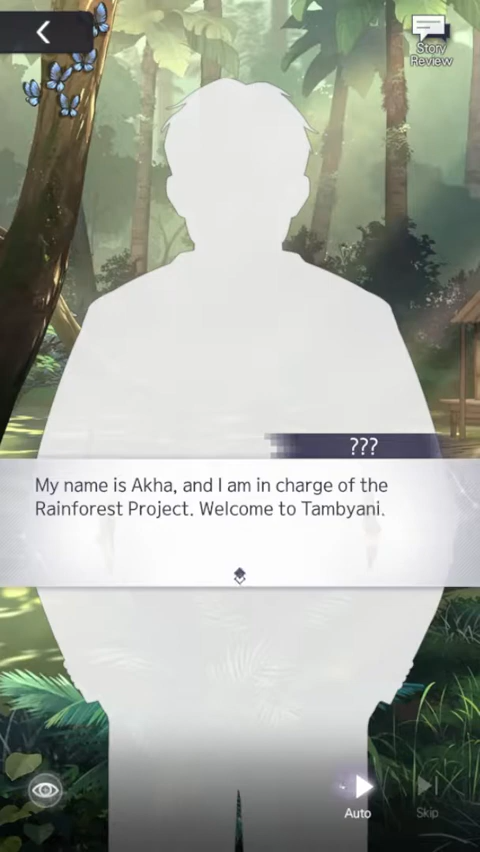 Story
Review
???
My name is Akha, and I am in charge of the
Rainforest Project. Welcome to Tambyani.
Auto
Skip